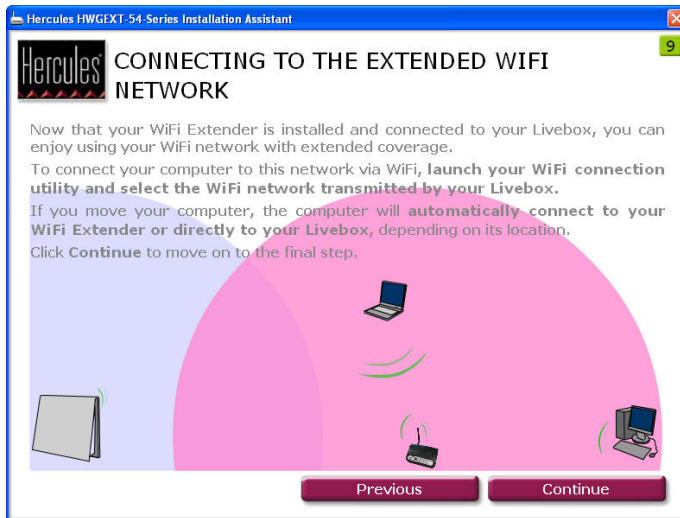 Hercules HWGEXT-54-Series Installation Assistant
9
Hercules
CONNECTING TO THE EXTENDED WIFI
NETWORK
Now that your WiFi Extender is installed and connected to your Livebox, you can
enjoy using your WiFi network with extended coverage.
To connect your computer to this network via WiFi, launch your WiFi connection
utility and select the WiFi network transmitted by your Livebox.
If you move your computer, the computer will automatically connect to your
WiFi Extender or directly to your Livebox, depending on its location.
Click Continue to move on to the final step.
Previous
Continue